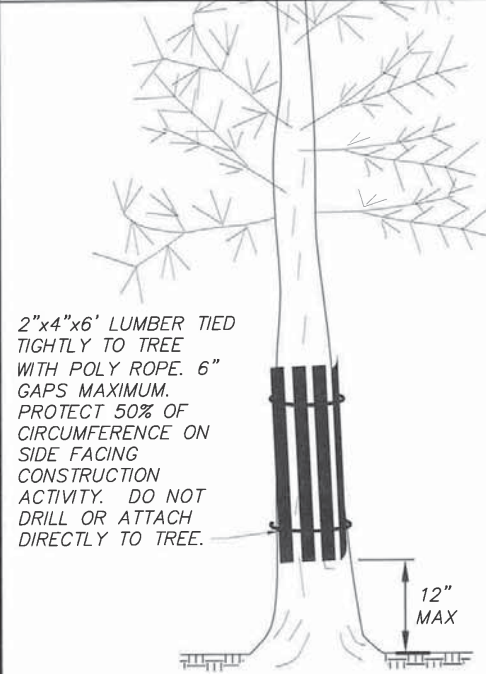 2"x4"x6' LUMBER TIED
TIGHTLY TO TREE
WITH POLY ROPE. 6"
GAPS MAXIMUM.
PROTECT 50% OF
CIRCUMFERENCE ON
SIDE FACING
CONSTRUCTION
ACTIVITY. DO NOT
DRILL OR ATTACH
DIRECTLY TO TREE.
12"
MAX